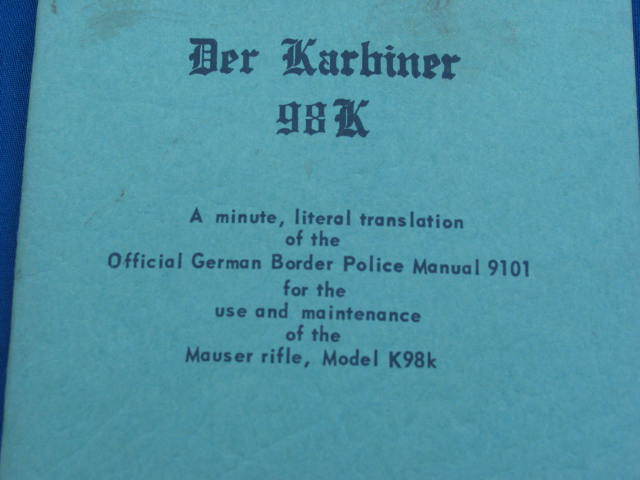 Der Karbiner
98K
A minute, literal translation
of the
Official German Border Police Manual 9101
for the
use and maintenance
of the
Mauser rifle, Model K98k